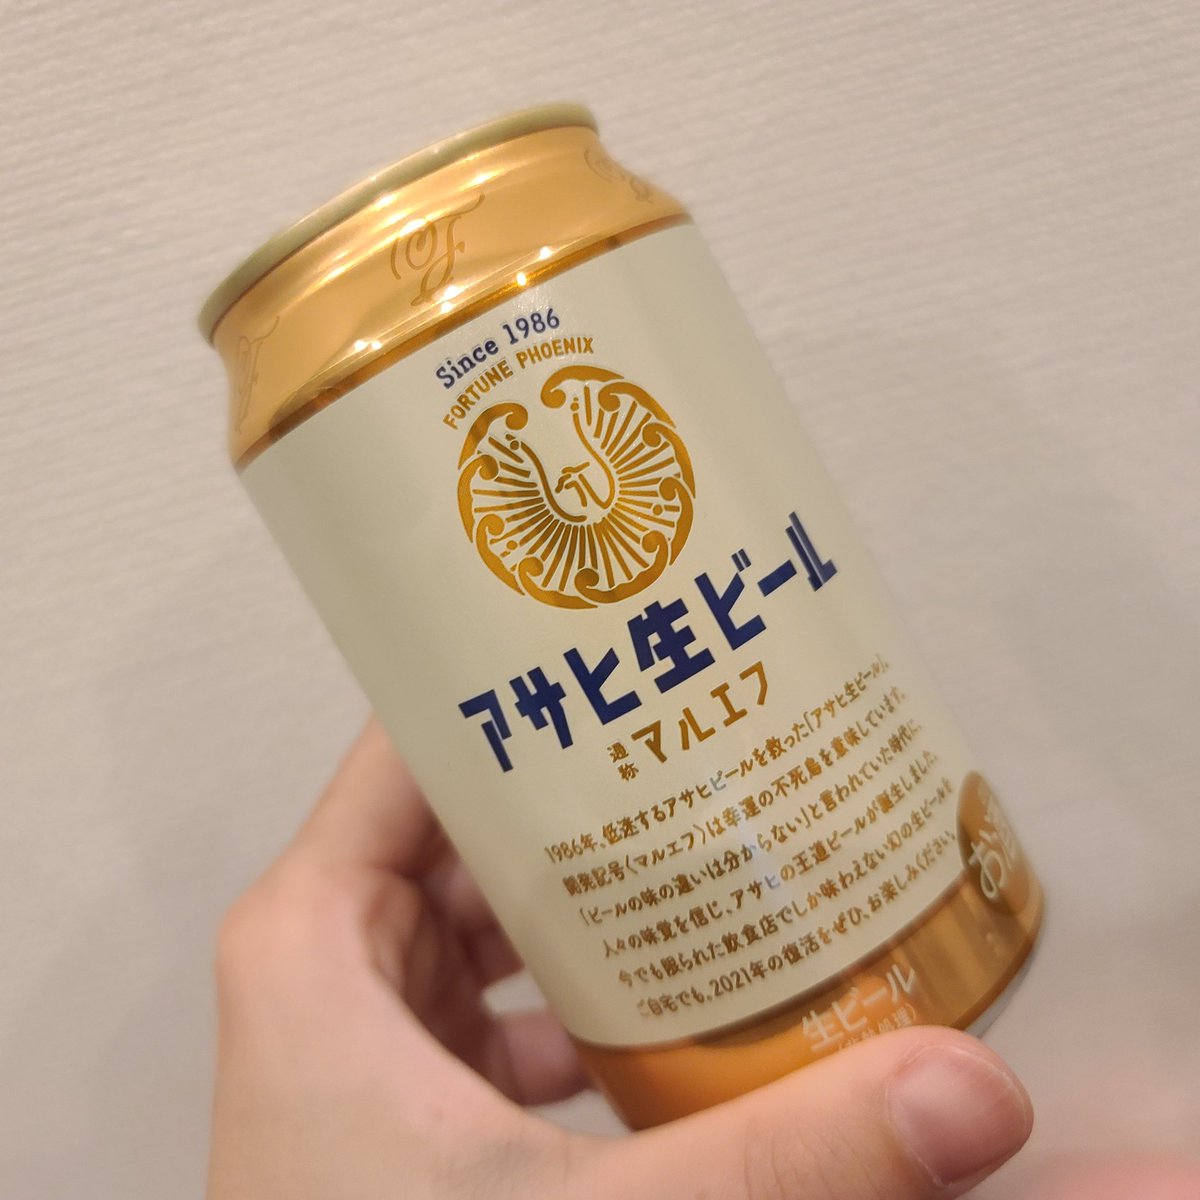 Since 1986
FORTUNE PHOENIX
アサヒ生ビール
通称 マルエフ
1986年、低迷するアサヒビールを救った「アサヒ生ビール」。
開発記号〈マルエフ〉は幸運の不死鳥を意味しています。
「ビールの味の違いは分からない」と言われていた時代に、
人々の味覚を信じ、アサヒの王道ビールが誕生しました。
今でも限られた飲食店でしか味わえない幻の生ビールを
ご自宅でも。2021年の復活をぜひ、お楽しみください。
お酒
生ビール